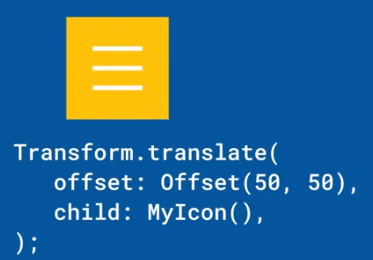 Transform.translate(
offset: Offset(50, 50),
child: MyIcon(),
);